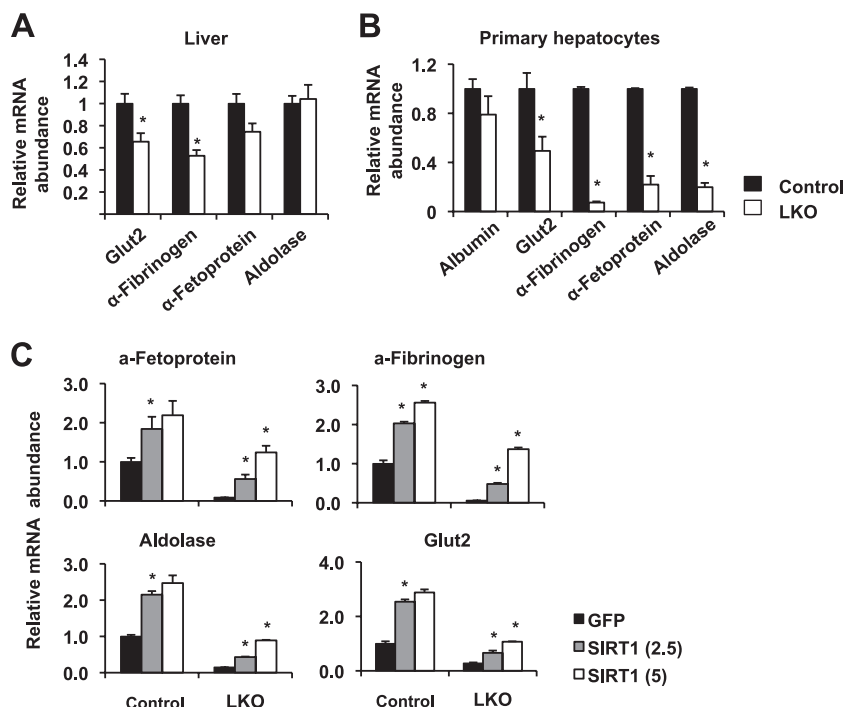 A
Liver
Relative mRNA
abundance
1.4
1.2
1
0.8
0.6
0.4
0.2
*
*
Glut2
α-Fibrinogen
α-Fetoprotein
Aldolase
B
Primary hepatocytes
Relative mRNA
abundance
1.2
0.8
0.4
0
*
*
*
*
Albumin
Glut2
α-Fibrinogen
α-Fetoprotein
Aldolase
Control
LKO
C
Relative mRNA abundance
a-Fetoprotein
3.0
2.0
1.0
0.0
*
*
*
a-Fibrinogen
3.0
2.0
1.0
0.0
*
*
*
*
Aldolase
3.0
2.0
1.0
0.0
*
*
*
Control
LKO
Glut2
4.0
2.0
0.0
*
*
*
Control
LKO
GFP
SIRT1 (2.5)
SIRT1 (5)